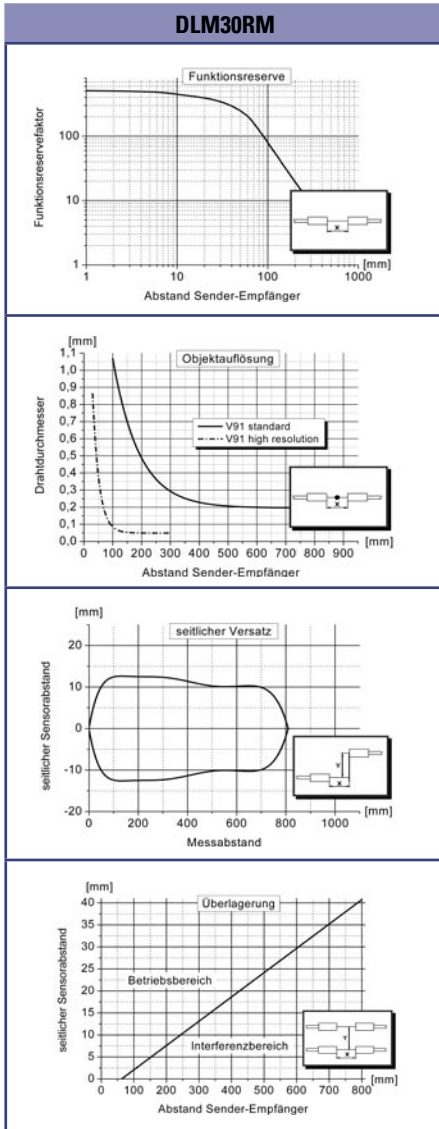 DLM30RM
Funktionsreserve
Funktionsreservefaktor
100
10
1
1 10 100 1000
[mm]
Abstand Sender-Empfänger
X
[mm]
Objektauflösung
Drahtdurchmesser
1,1
1,0
0,9
0,8
0,7
0,6
0,5
0,4
0,3
0,2
0,1
0,0
V91 standard
V91 high resolution
X
0 100 200 300 400 500 600 700 800 900
[mm]
Abstand Sender-Empfänger
[mm]
seitlicher Versatz
seitlicher Sensorabstand
20
10
0
-10
-20
Y
X
0 200 400 600 800 1000
[mm]
Messabstand
[mm]
Überlagerung
seitlicher Sensorabstand
40
35
30
25
20
15
10
5
0
Betriebsbereich
Interferenzbereich
Y
X
0 100 200 300 400 500 600 700 800
[mm]
Abstand Sender-Empfänger